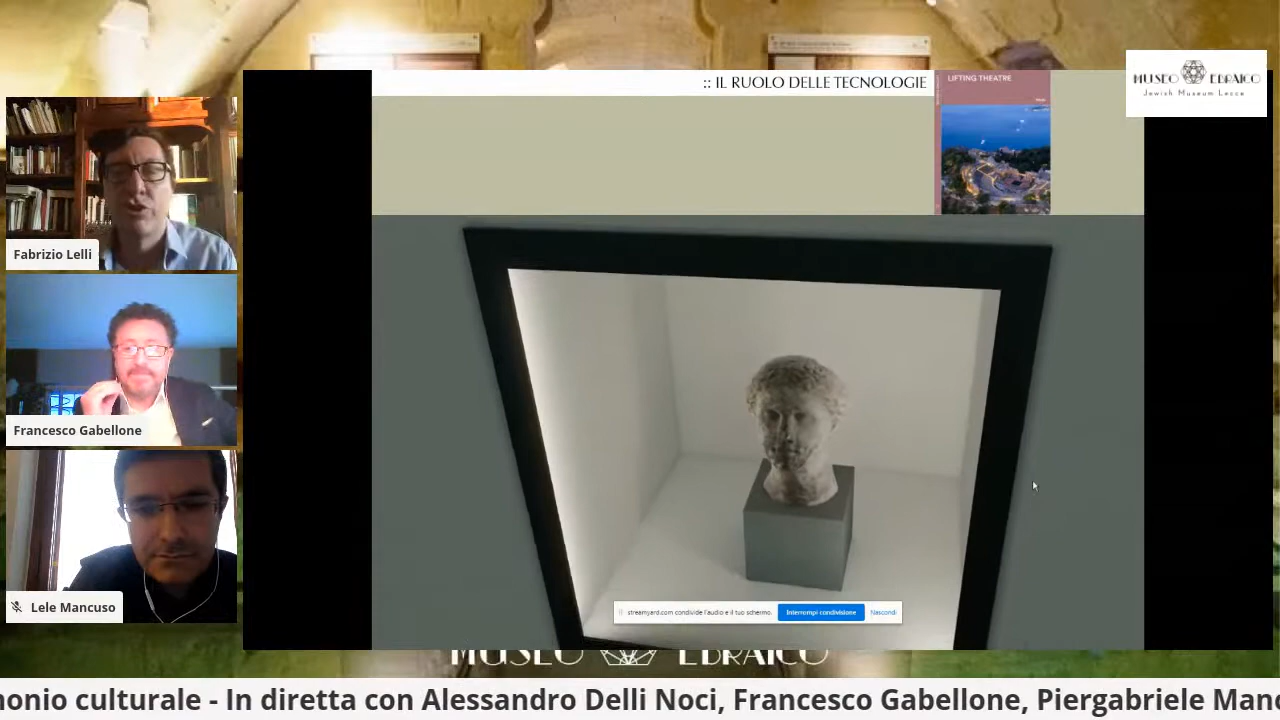 :: IL RUOLO DELLE TECNOLOGIE
LIFTING THEATRE
MUSEO EBRAICO
Jewish Museum Lecce
Fabrizio Lelli
Francesco Gabellone
Lele Mancuso
streamyard.com condivide l'audio e il tuo schermo.
Interrompi condivisione
Nascondi
MUSEO EBRAICO
monio culturale - In diretta con Alessandro Delli Noci, Francesco Gabellone, Piergabriele Manc